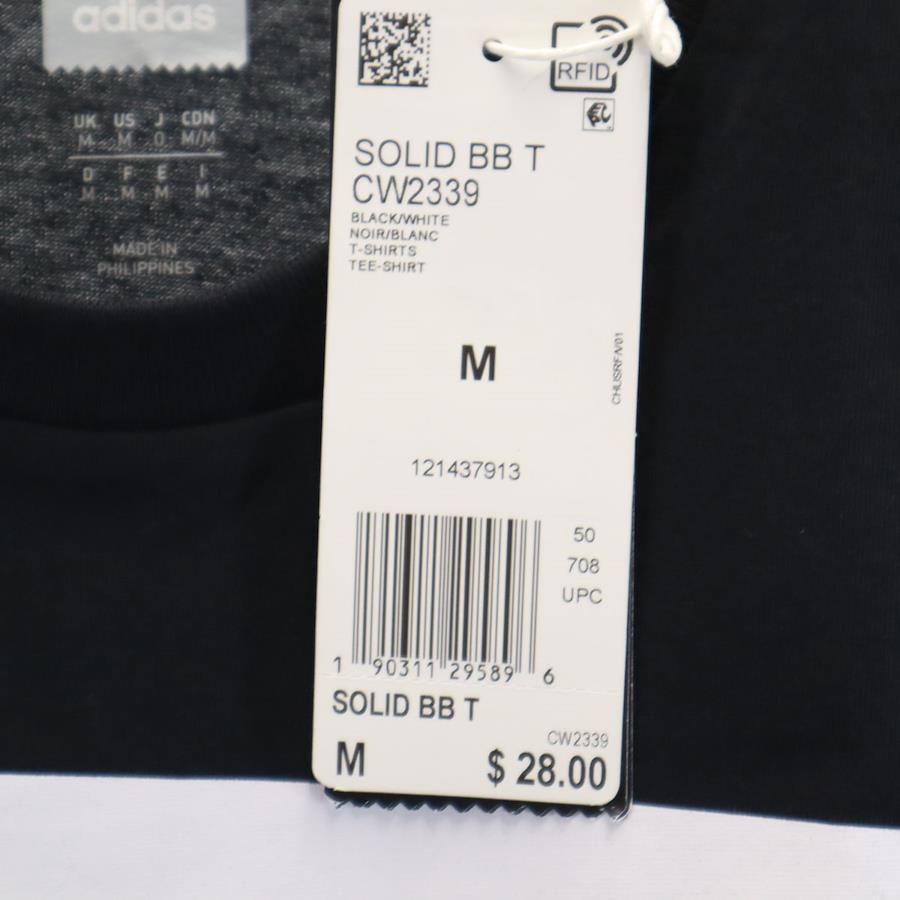 adidas
UK US J CDN
M M O M/M
D F E I
M M M M
MADE IN
PHILIPPINES
RFID
SOLID BB T
CW2339
BLACK/WHITE
NOIR/BLANC
T-SHIRTS
TEE-SHIRT
M
CHUSRFA/01
121437913
50
708
UPC
1 90311 29589 6
SOLID BB T
CW2339
M $ 28.00